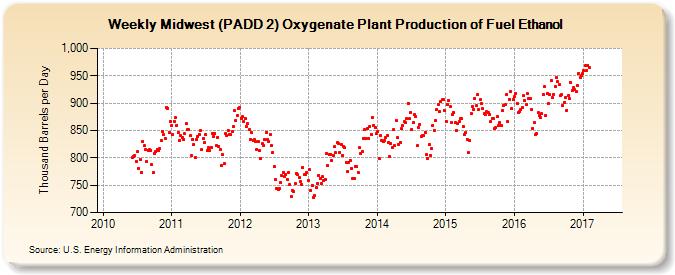 Weekly Midwest (PADD 2) Oxygenate Plant Production of Fuel Ethanol
Thousand Barrels per Day
1,000
950
900
850
800
750
700
2010 2011 2012 2013 2014 2015 2016 2017
Source: U.S. Energy Information Administration